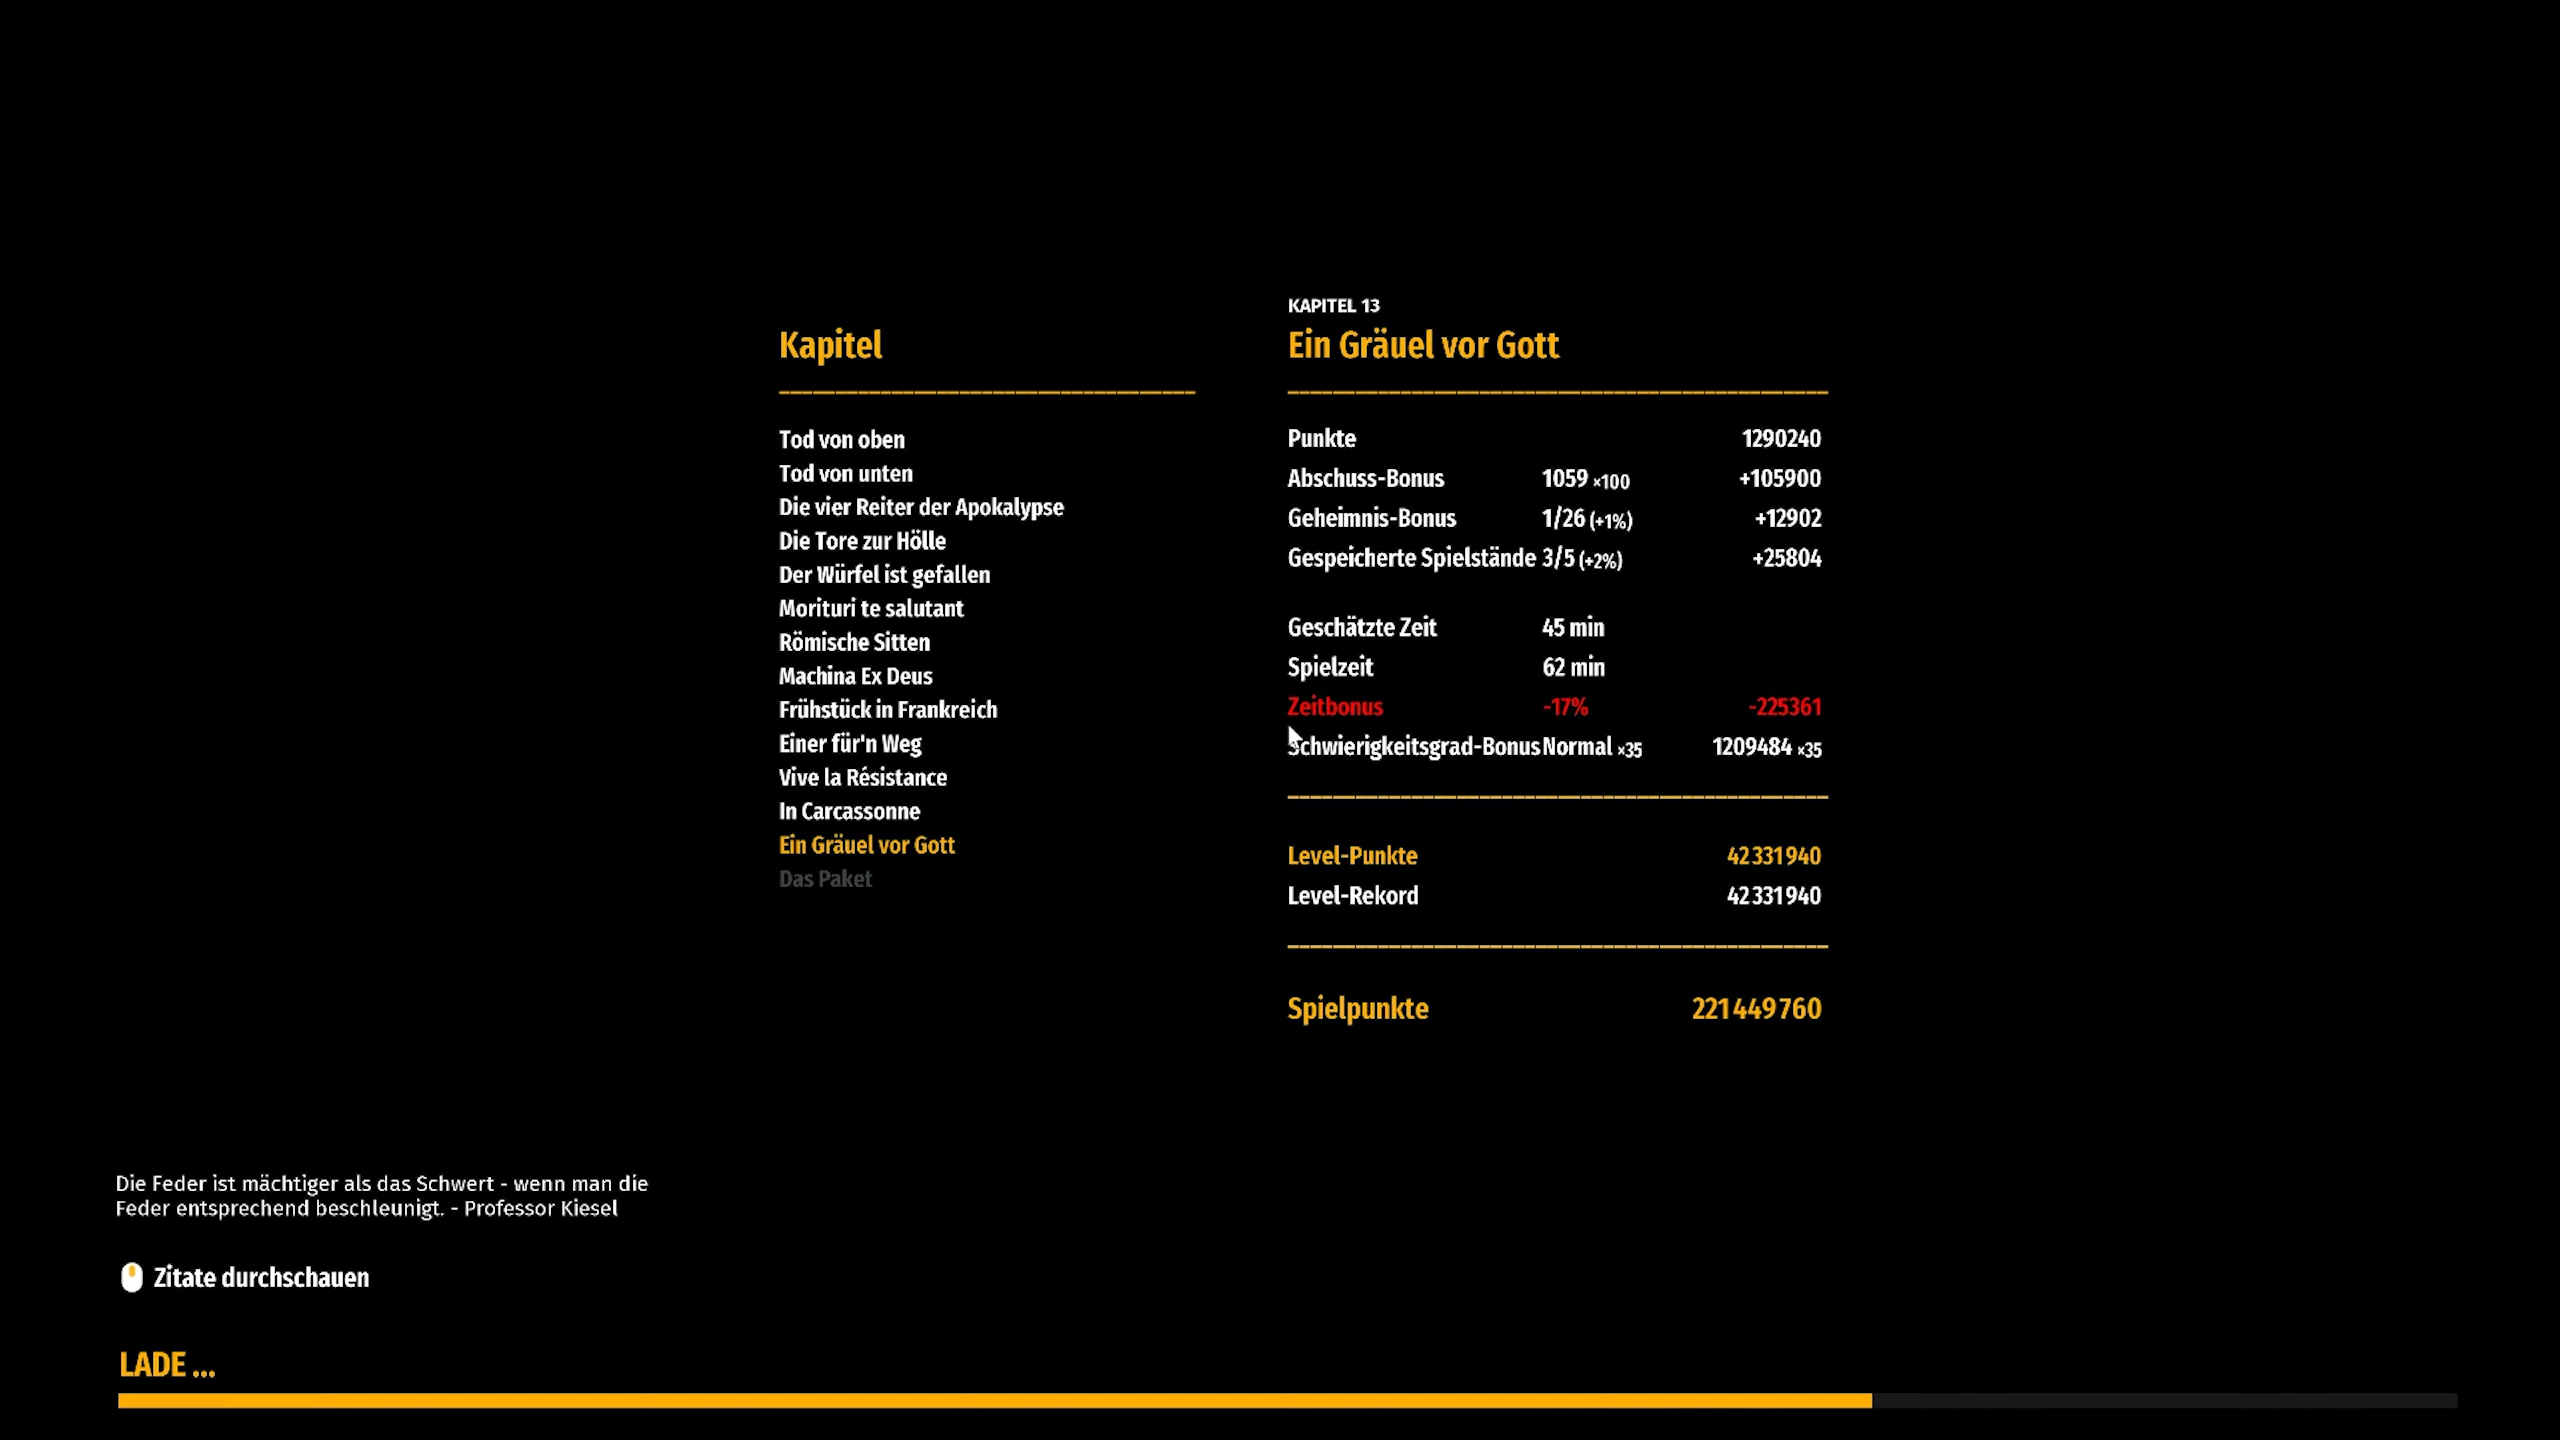 Kapitel
Tod von oben
Tod von unten
Die vier Reiter der Apokalypse
Die Tore zur Hölle
Der Würfel ist gefallen
Morituri te salutant
Römische Sitten
Machina Ex Deus
Frühstück in Frankreich
Einer für'n Weg
Vive la Résistance
In Carcassonne
Ein Gräuel vor Gott
Das Paket
KAPITEL 13
Ein Gräuel vor Gott
Punkte 1290240
Abschuss-Bonus 1059 ×100 +105900
Geheimnis-Bonus 1/26 (+1%) +12902
Gespeicherte Spielstände 3/5 (+2%) +25804
Geschätzte Zeit 45 min
Spielzeit 62 min
Zeitbonus -17% -225361
Schwierigkeitsgrad-Bonus Normal ×35 1209484 ×35
Level-Punkte 42331940
Level-Rekord 42331940
Spielpunkte 221449760
Die Feder ist mächtiger als das Schwert - wenn man die
Feder entsprechend beschleunigt. - Professor Kiesel
Zitate durchschauen
LADE ...